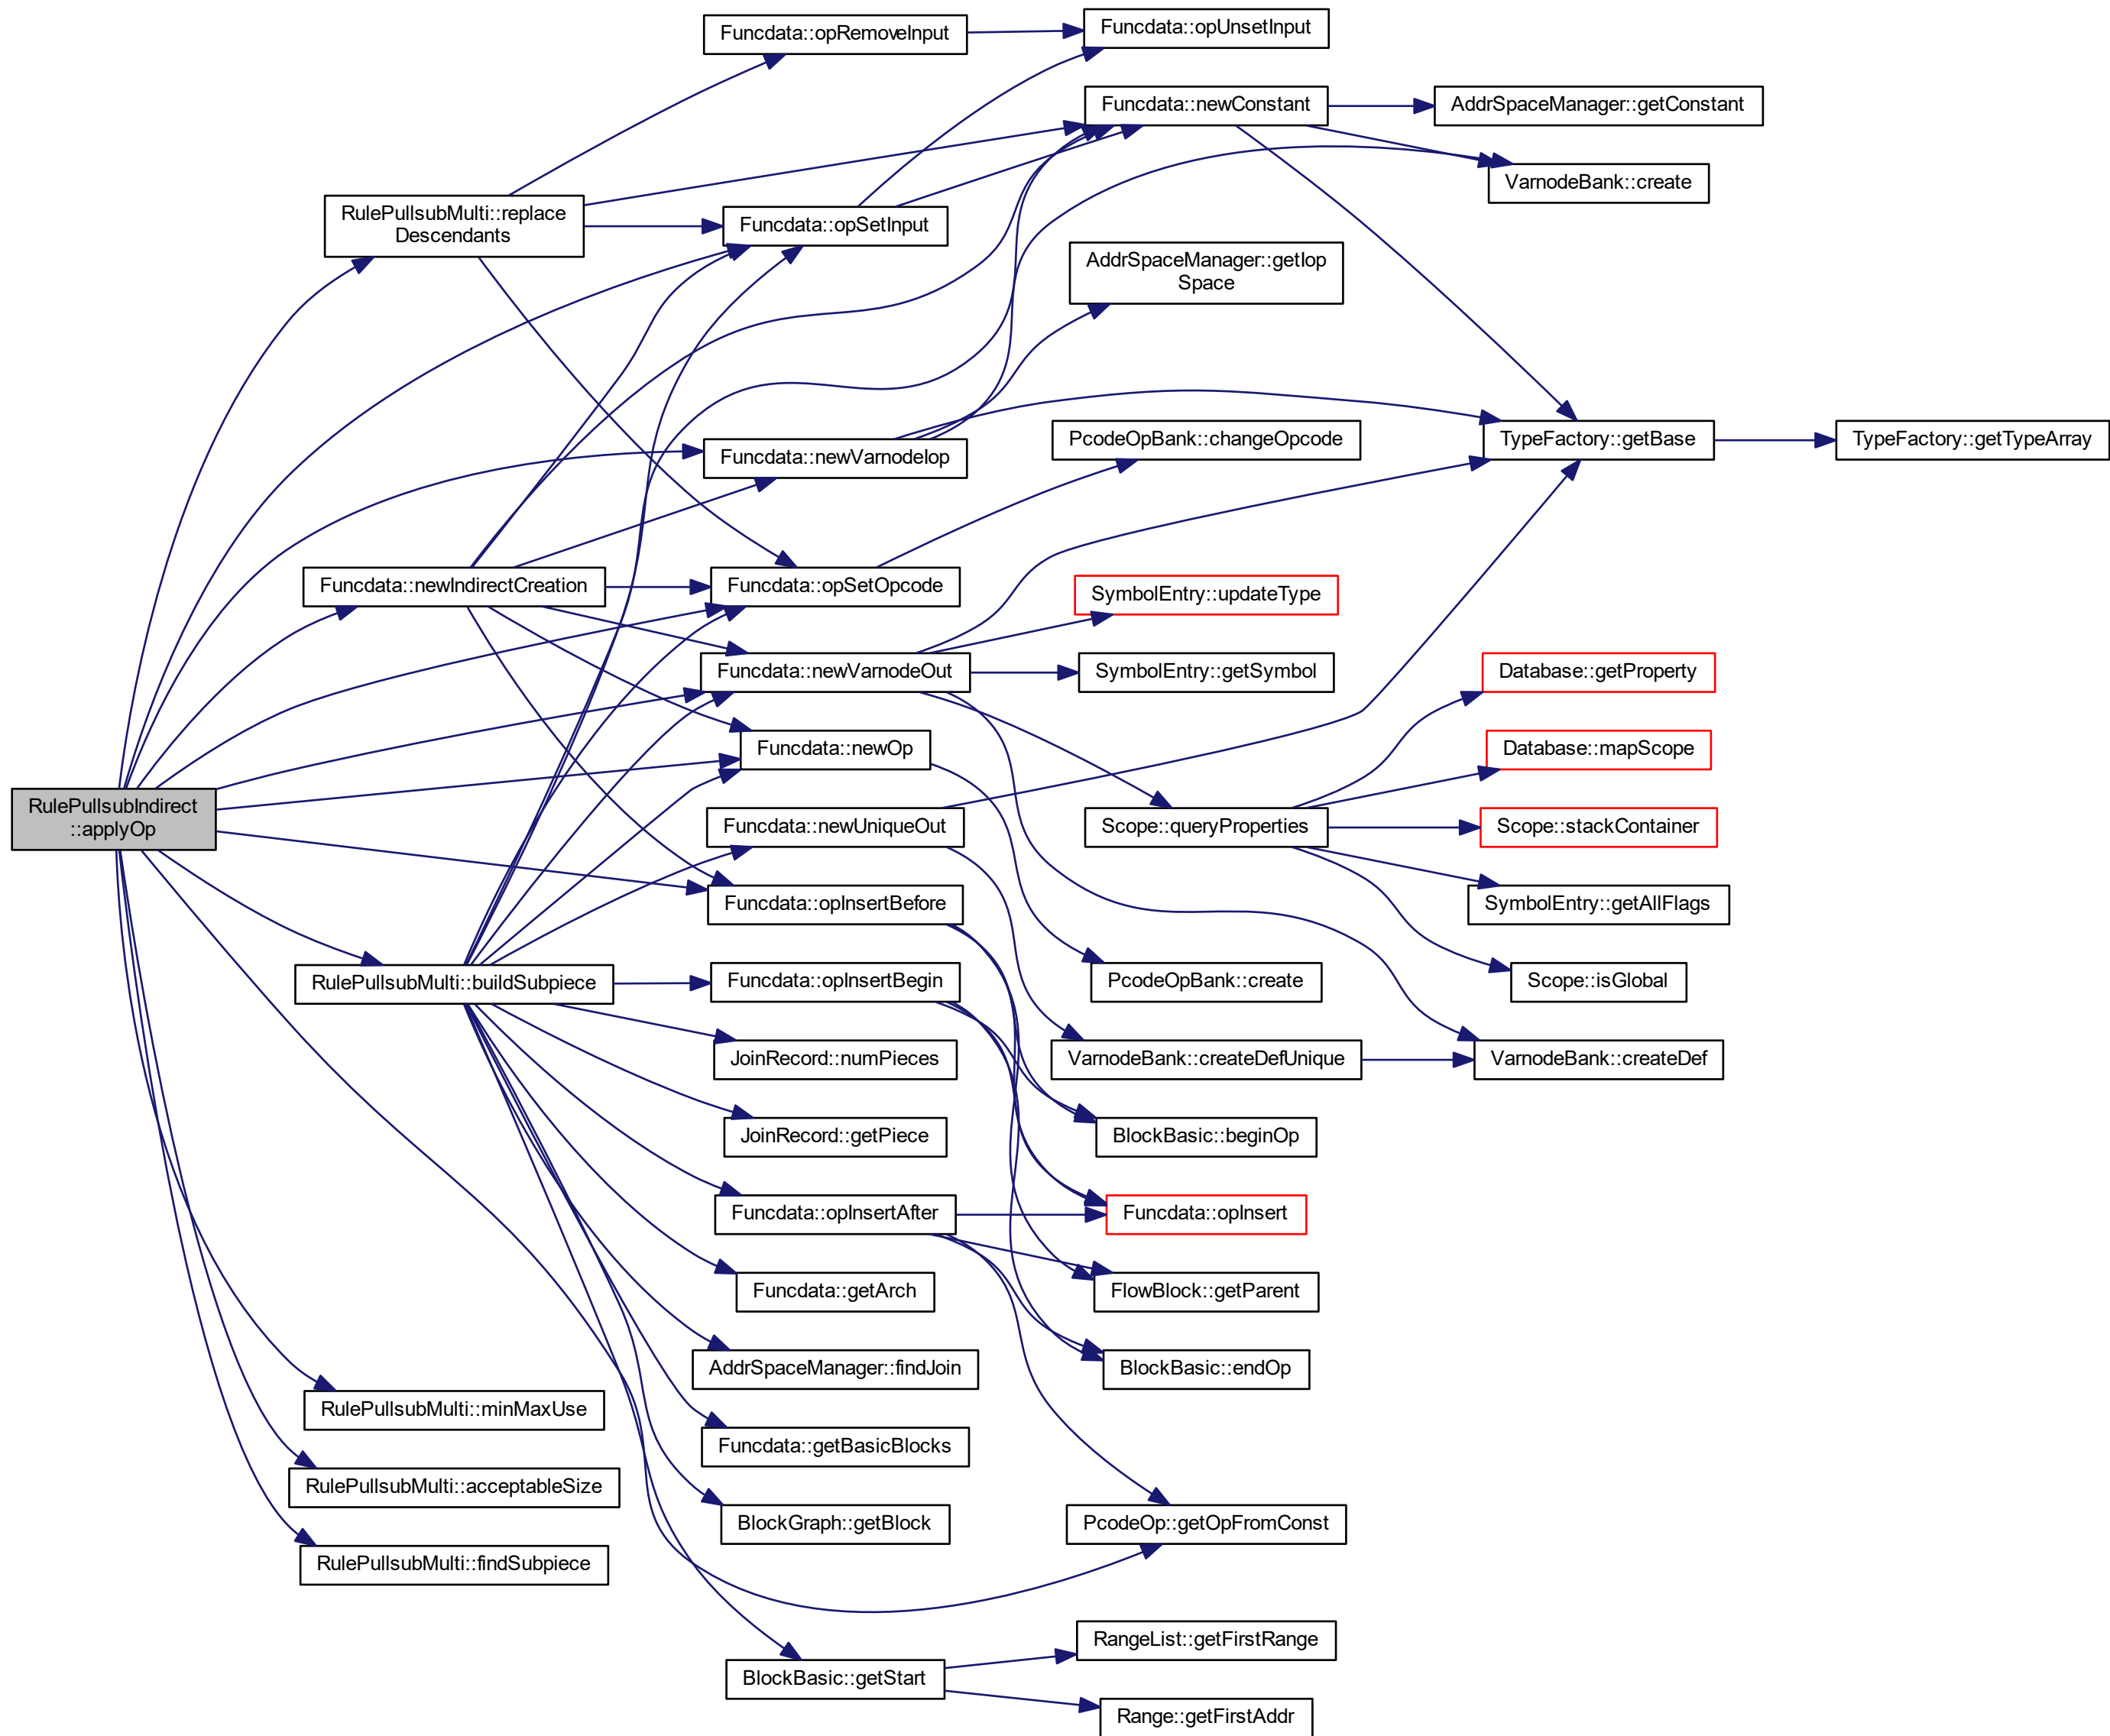 RulePullsubIndirect
::applyOp
RulePullsubMulti::replace
Descendants
Funcdata::newIndirectCreation
RulePullsubMulti::buildSubpiece
RulePullsubMulti::minMaxUse
RulePullsubMulti::acceptableSize
RulePullsubMulti::findSubpiece
Funcdata::opRemoveInput
Funcdata::opSetInput
Funcdata::newVarnodeIop
Funcdata::opSetOpcode
Funcdata::newVarnodeOut
Funcdata::newOp
Funcdata::newUniqueOut
Funcdata::opInsertBefore
Funcdata::opInsertBegin
JoinRecord::numPieces
JoinRecord::getPiece
Funcdata::opInsertAfter
Funcdata::getArch
AddrSpaceManager::findJoin
Funcdata::getBasicBlocks
BlockGraph::getBlock
BlockBasic::getStart
Funcdata::opUnsetInput
Funcdata::newConstant
AddrSpaceManager::getIop
Space
PcodeOpBank::changeOpcode
SymbolEntry::updateType
SymbolEntry::getSymbol
Scope::queryProperties
PcodeOpBank::create
VarnodeBank::createDefUnique
BlockBasic::beginOp
Funcdata::opInsert
FlowBlock::getParent
BlockBasic::endOp
PcodeOp::getOpFromConst
RangeList::getFirstRange
Range::getFirstAddr
AddrSpaceManager::getConstant
VarnodeBank::create
TypeFactory::getBase
Database::getProperty
Database::mapScope
Scope::stackContainer
SymbolEntry::getAllFlags
Scope::isGlobal
VarnodeBank::createDef
TypeFactory::getTypeArray